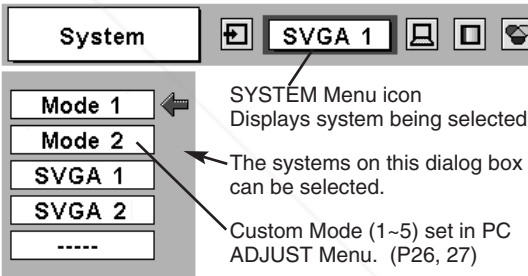 System
SVGA 1
Mode 1
Mode 2
SVGA 1
SVGA 2
-----
SYSTEM Menu icon
Displays system being selected
The systems on this dialog box
can be selected.
Custom Mode (1~5) set in PC
ADJUST Menu. (P26, 27)